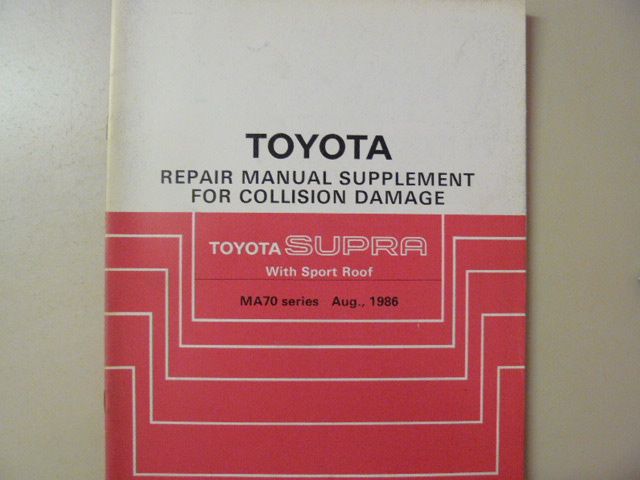 TOYOTA
REPAIR MANUAL SUPPLEMENT
FOR COLLISION DAMAGE
TOYOTA SUPRA
With Sport Roof
MA70 series Aug., 1986